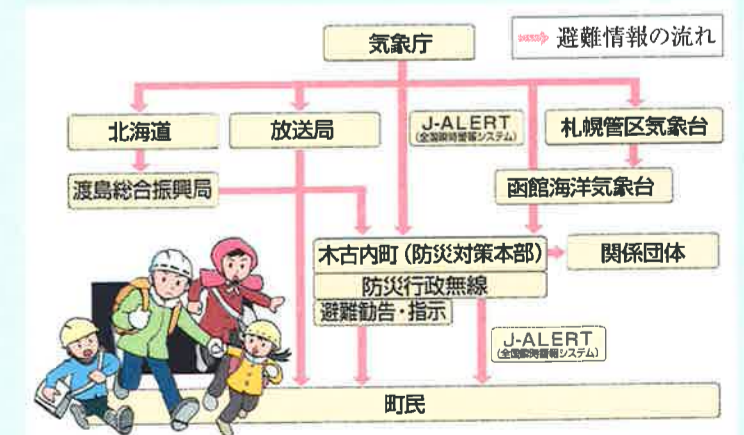 気象庁
避難情報の流れ
北海道
放送局
J-ALERT
(全国瞬時警報システム)
札幌管区気象台
渡島総合振興局
函館海洋気象台
木古内町(防災対策本部)
関係団体
防災行政無線
避難勧告・指示
J-ALERT
(全国瞬時警報システム)
町民